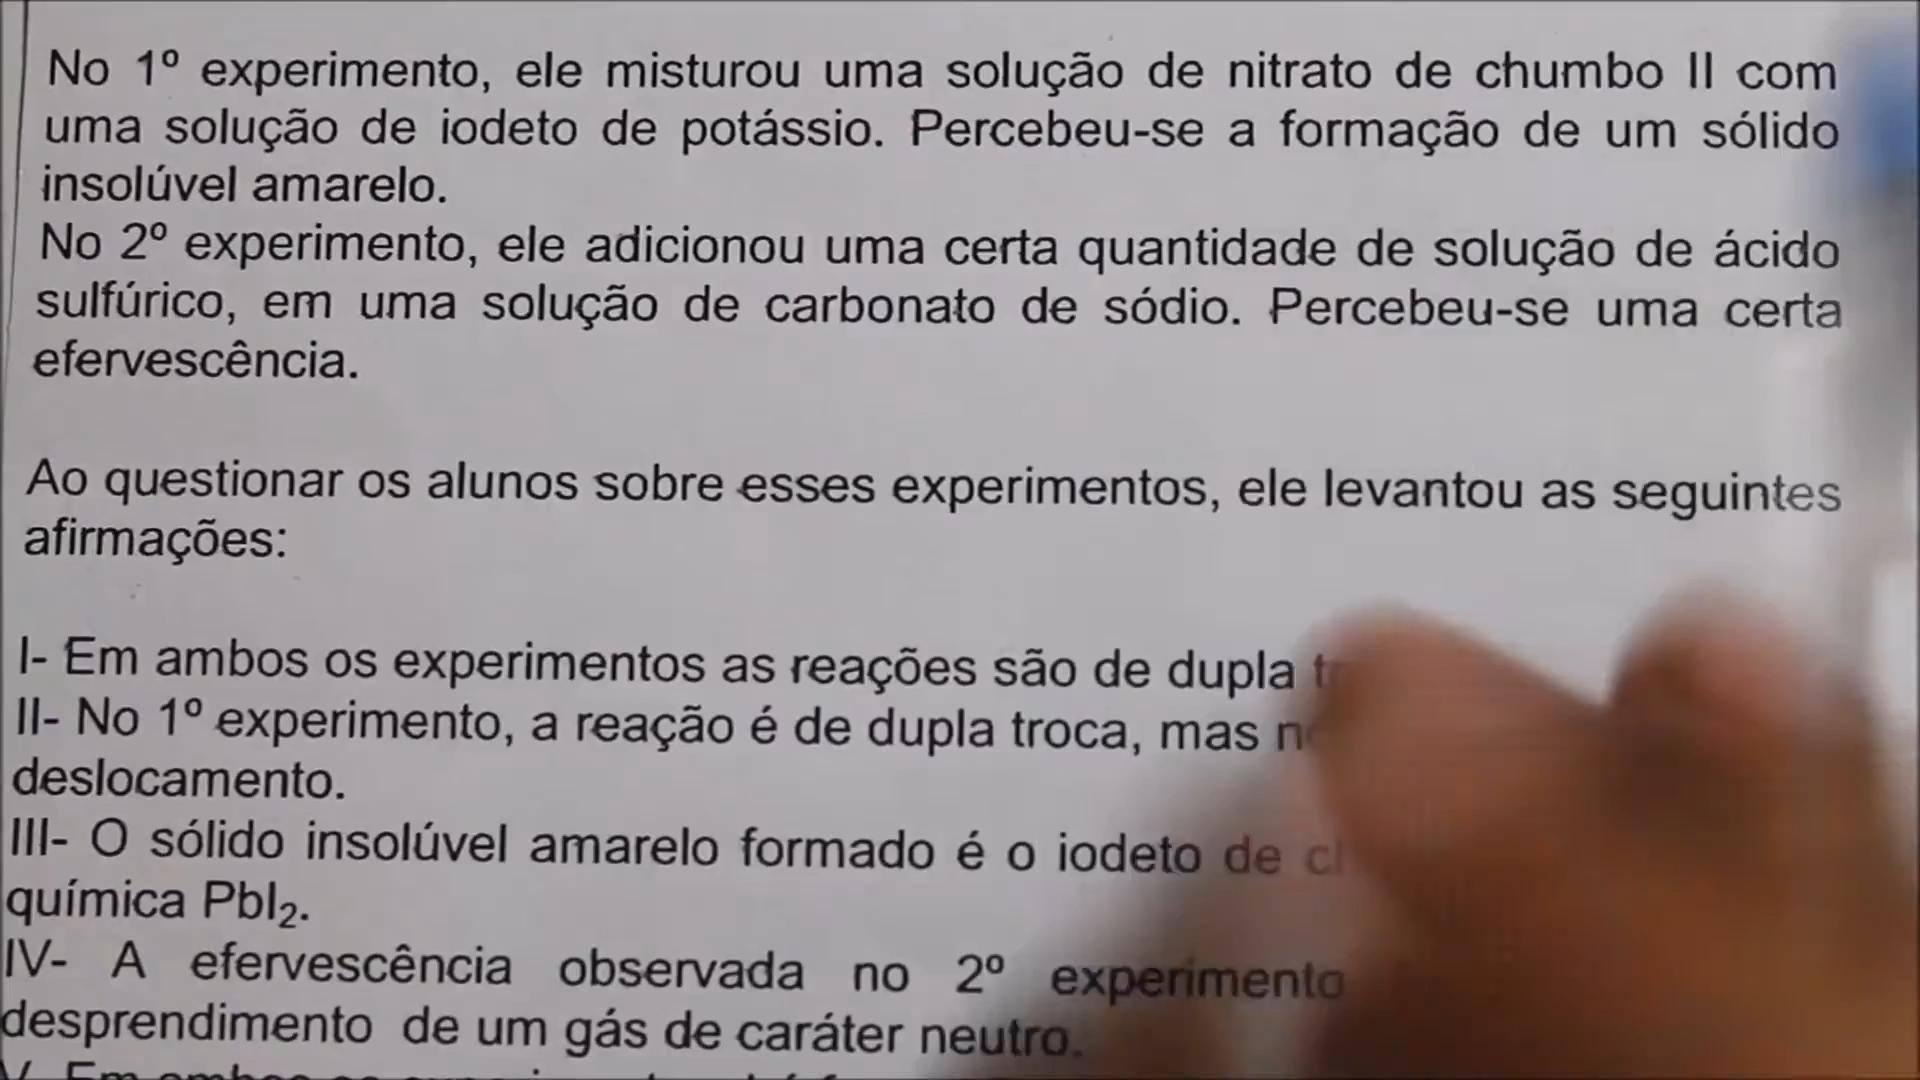 No 1º experimento, ele misturou uma solução de nitrato de chumbo II com
uma solução de iodeto de potássio. Percebeu-se a formação de um sólido
insolúvel amarelo.
No 2º experimento, ele adicionou uma certa quantidade de solução de ácido
sulfúrico, em uma solução de carbonato de sódio. Percebeu-se uma certa
efervescência.
Ao questionar os alunos sobre esses experimentos, ele levantou as seguintes
afirmações:
I- Em ambos os experimentos as reações são de dupla
II- No 1º experimento, a reação é de dupla troca, mas
deslocamento.
III- O sólido insolúvel amarelo formado é o iodeto de
química PbI₂.
IV- A efervescência observada no 2º experimento
desprendimento de um gás de caráter neutro.